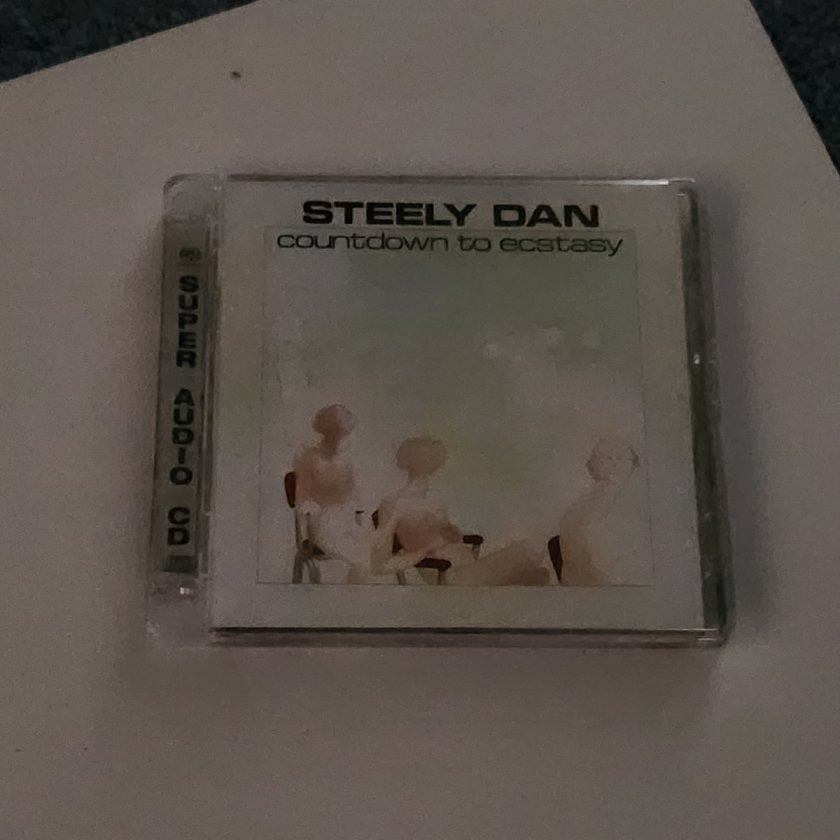 STEELY DAN
countdown to ecstasy
SUPER AUDIO CD